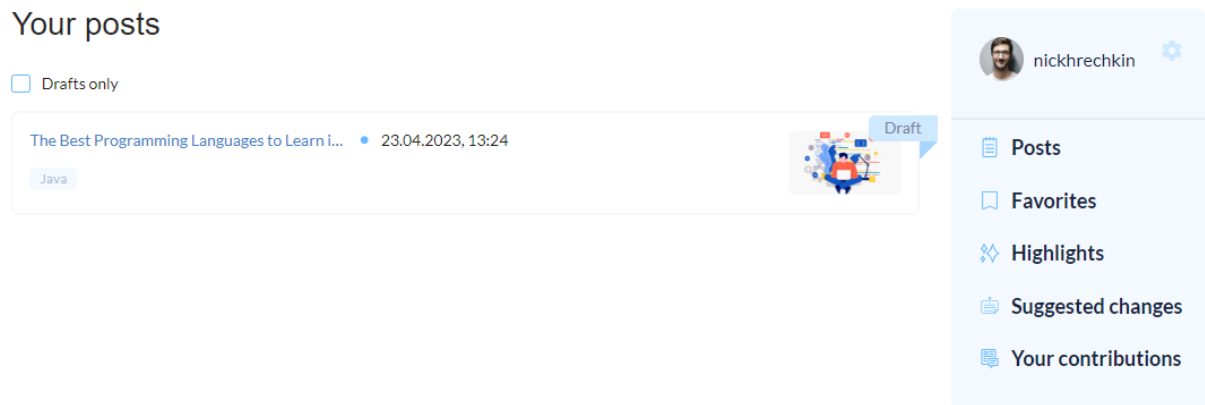 Your posts
Drafts only
The Best Programming Languages to Learn i... • 23.04.2023, 13:24
Draft
Java
nickhrechkin
Posts
Favorites
Highlights
Suggested changes
Your contributions